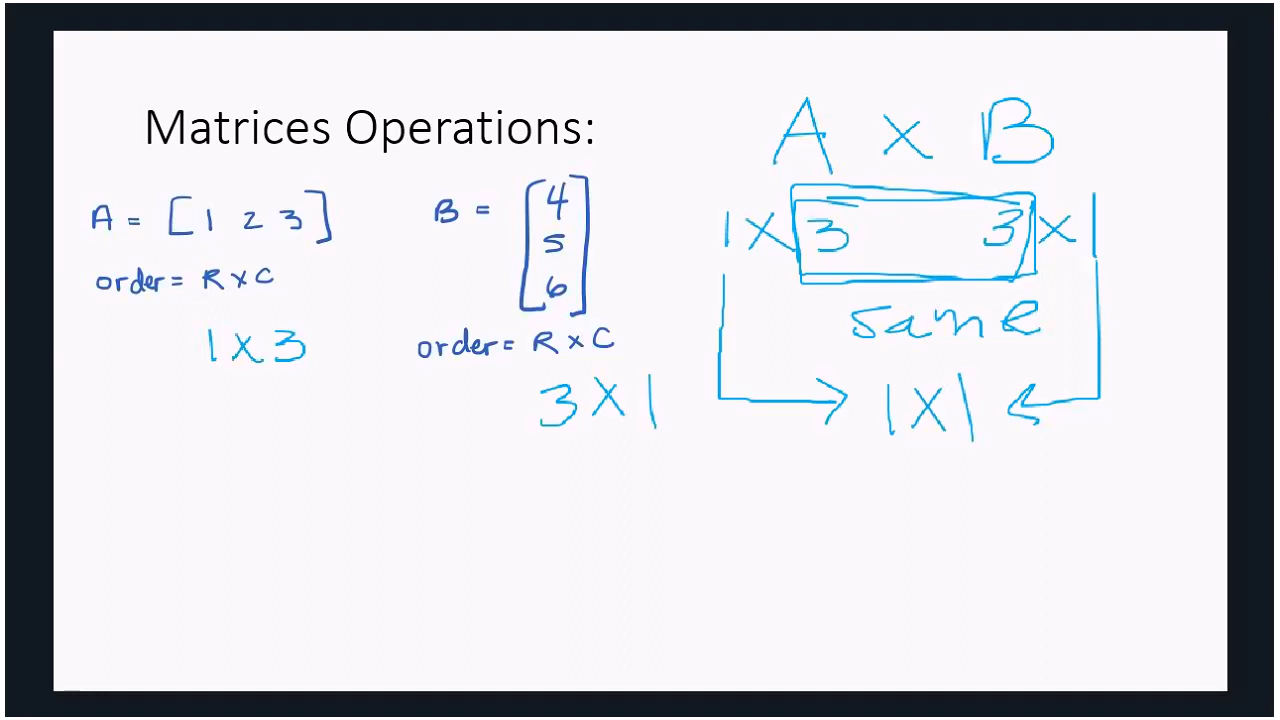 Matrices Operations:
A = [1 2 3]
order = R x C
1 x 3
B = [4
5
6]
order = R x C
3 x 1
A x B
1 x 3 3 x 1
same
1 x 1